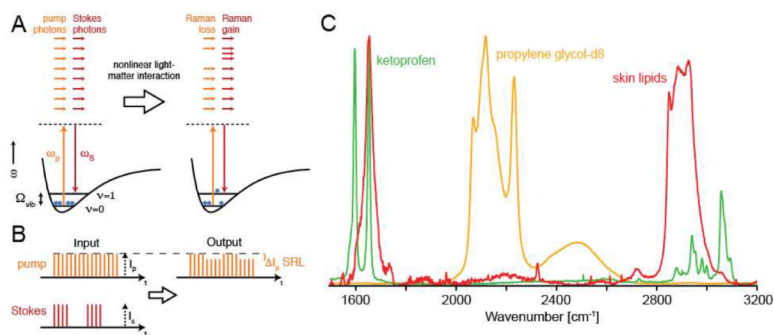 A
pump
photons
Stokes
photons
nonlinear light-
matter interaction
Raman
loss
Raman
gain
ωp
ωs
ω
Ωvib
ν=1
ν=0
B
Input
Output
pump
Ip
t
ΔIp SRL
t
Stokes
Is
t
t
C
ketoprofen
propylene glycol-d8
skin lipids
1600 2000 2400 2800 3200
Wavenumber [cm⁻¹]